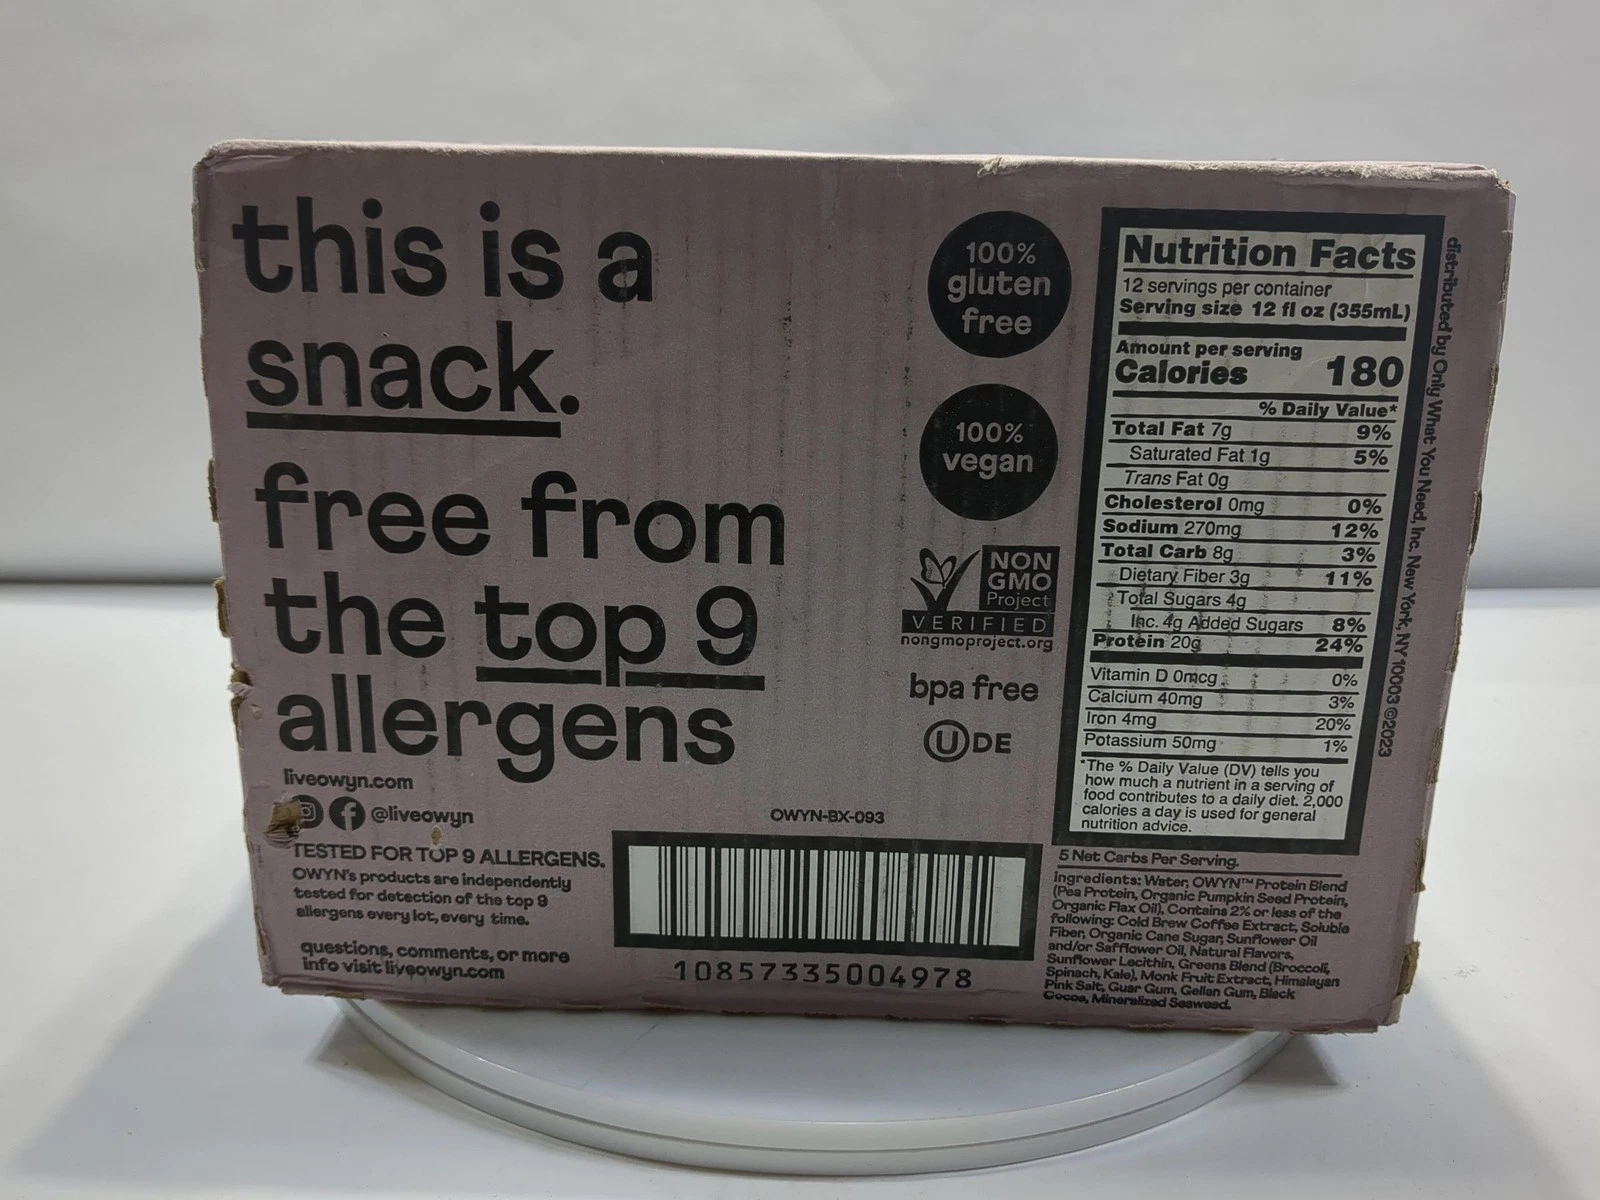 this is a
snack.
free from
the top 9
allergens
liveowyn.com
@liveowyn
TESTED FOR TOP 9 ALLERGENS.
OWYN's products are independently
tested for detection of the top 9
allergens every lot, every time.
questions, comments, or more
info visit liveowyn.com
100%
gluten
free
100%
vegan
NON
GMO
Project
VERIFIED
nongmoproject.org
bpa free
U DE
OWYN-BX-093
10857335004978
Nutrition Facts
12 servings per container
Serving size 12 fl oz (355mL)
Amount per serving
Calories 180
% Daily Value*
Total Fat 7g 9%
Saturated Fat 1g 5%
Trans Fat 0g
Cholesterol 0mg 0%
Sodium 270mg 12%
Total Carb 8g 3%
Dietary Fiber 3g 11%
Total Sugars 4g
Inc. 4g Added Sugars 8%
Protein 20g 24%
Vitamin D 0mcg 0%
Calcium 40mg 3%
Iron 4mg 20%
Potassium 50mg 1%
*The % Daily Value (DV) tells you
how much a nutrient in a serving of
food contributes to a daily diet. 2,000
calories a day is used for general
nutrition advice.
5 Net Carbs Per Serving.
Ingredients: Water, OWYN™ Protein Blend
(Pea Protein, Organic Pumpkin Seed Protein,
Organic Flax Oil), Contains 2% or less of the
following: Cold Brew Coffee Extract, Soluble
Fiber, Organic Cane Sugar, Sunflower Oil
and/or Safflower Oil, Natural Flavors,
Sunflower Lecithin, Greens Blend (Broccoli,
Spinach, Kale), Monk Fruit Extract, Himalayan
Pink Salt, Guar Gum, Gellan Gum, Black
Cocoa, Mineralized Seaweed.
distributed by Only What You Need, Inc. New York, NY 10003 ©2023